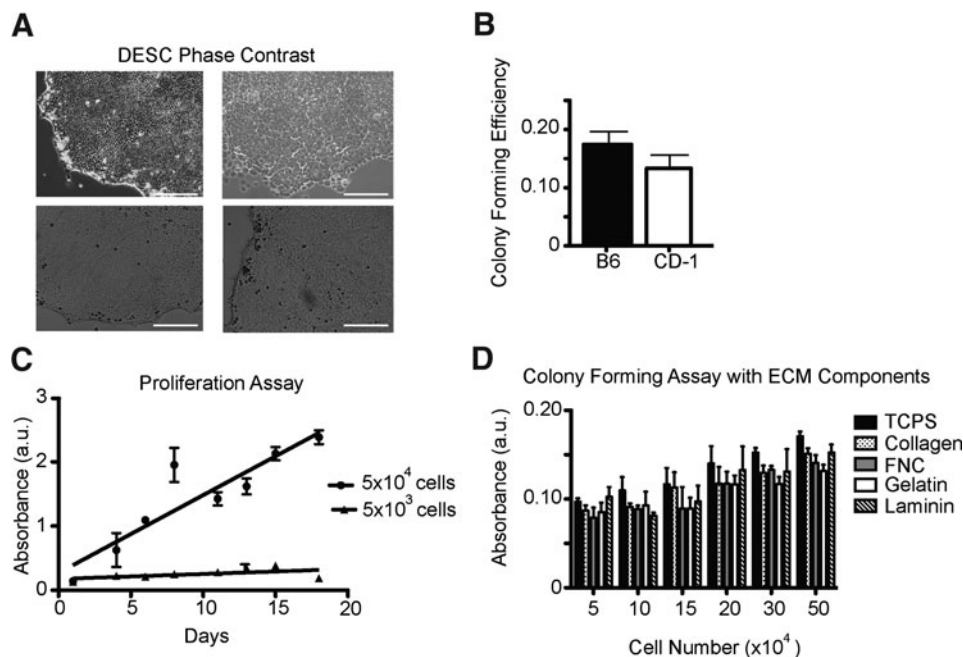 A
DESC Phase Contrast
B
Colony Forming Efficiency
0.20
0.10
0
B6
CD-1
C
Proliferation Assay
Absorbance (a.u.)
3
2
1
0
0
5
10
15
20
Days
5x10⁴ cells
5x10³ cells
D
Colony Forming Assay with ECM Components
Absorbance (a.u.)
0.20
0.10
0
5
10
15
20
30
50
Cell Number (x10⁴)
TCPS
Collagen
FNC
Gelatin
Laminin